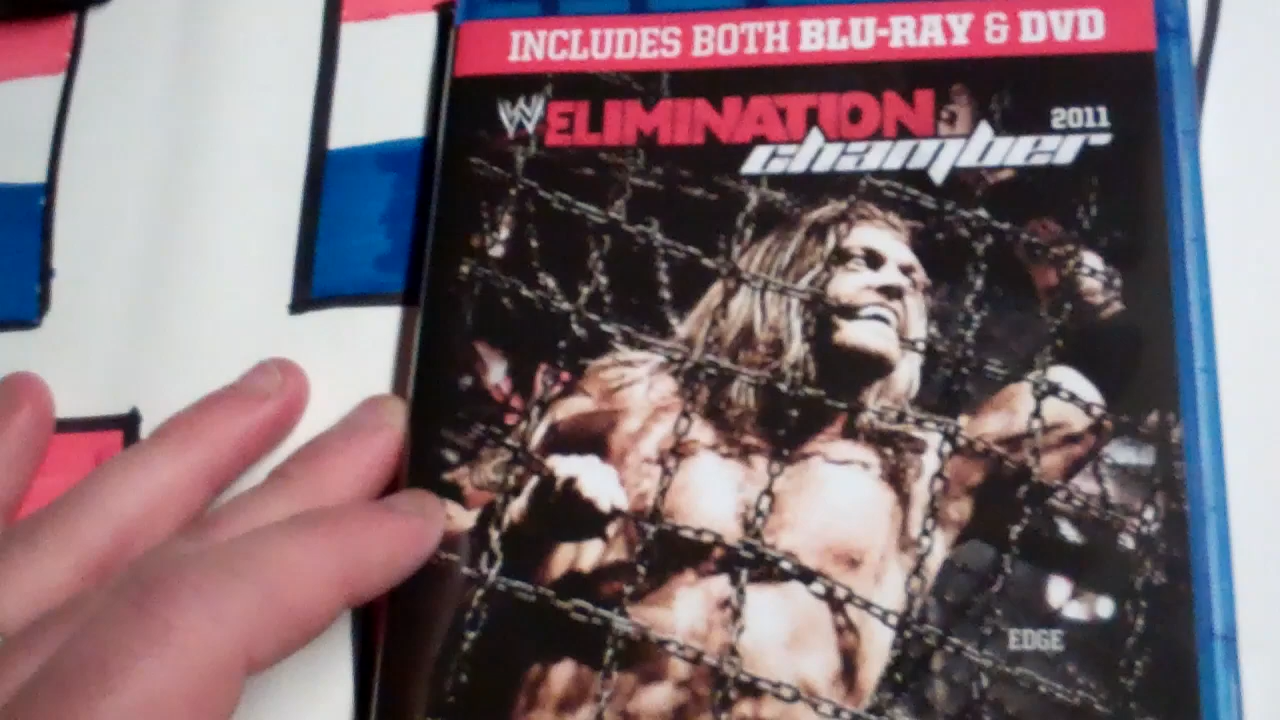 INCLUDES BOTH BLU-RAY & DVD
W ELIMINATION
chamber 2011
EDGE